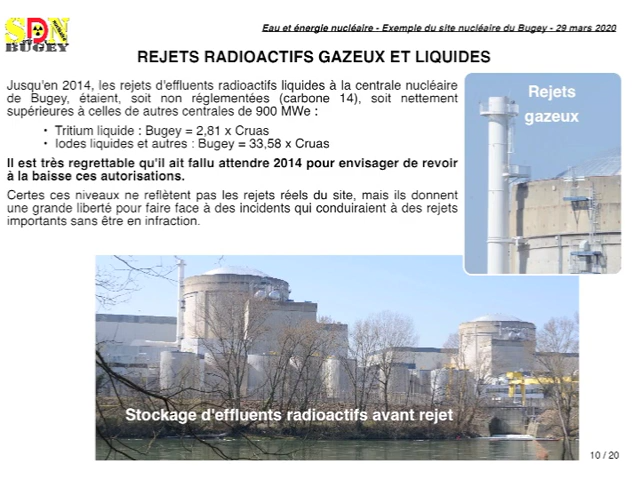 SDN
BUGEY
Eau et énergie nucléaire - Exemple du site nucléaire du Bugey - 29 mars 2020
REJETS RADIOACTIFS GAZEUX ET LIQUIDES
Jusqu'en 2014, les rejets d'effluents radioactifs liquides à la centrale nucléaire
de Bugey, étaient, soit non réglementées (carbone 14), soit nettement
supérieures à celles de autres centrales de 900 MWe :
• Tritium liquide : Bugey = 2,81 x Cruas
• Iodes liquides et autres : Bugey = 33,58 x Cruas
Il est très regrettable qu'il ait fallu attendre 2014 pour envisager de revoir
à la baisse ces autorisations.
Certes ces niveaux ne reflètent pas les rejets réels du site, mais ils donnent
une grande liberté pour faire face à des incidents qui conduiraient à des rejets
importants sans être en infraction.
Rejets
gazeux
Stockage d'effluents radioactifs avant rejet
10 / 20